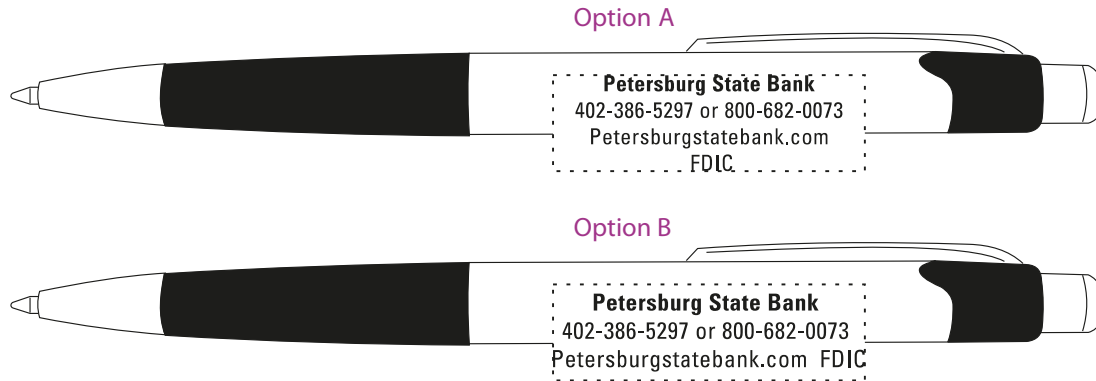 Option A
Petersburg State Bank
402-386-5297 or 800-682-0073
Petersburgstatebank.com
FDIC
Option B
Petersburg State Bank
402-386-5297 or 800-682-0073
Petersburgstatebank.com FDIC